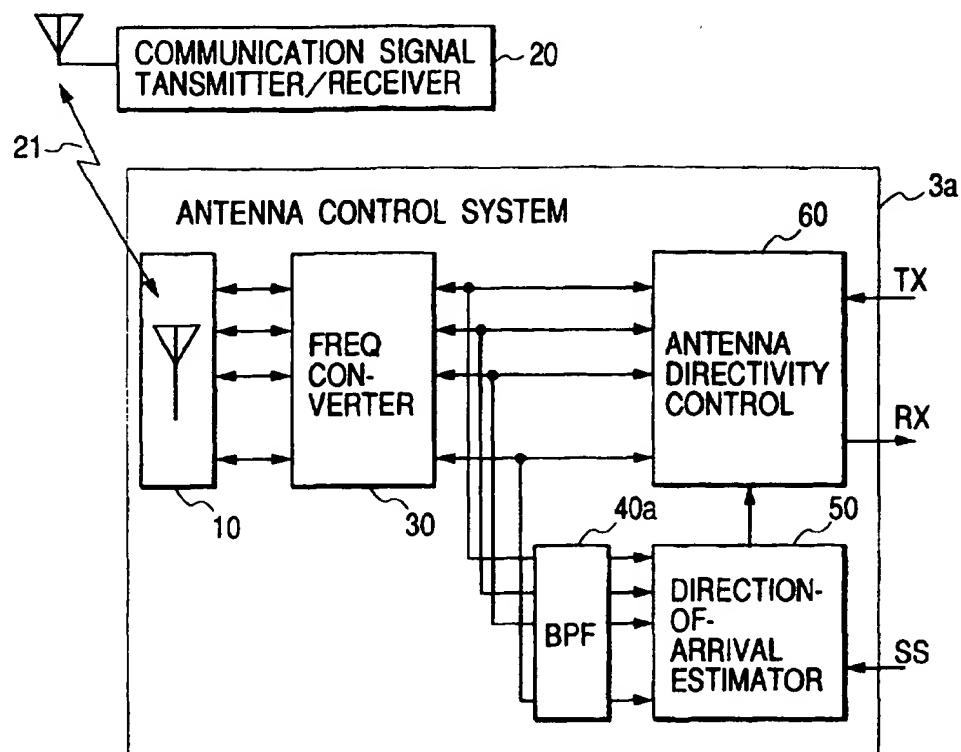 COMMUNICATION SIGNAL
TANSMITTER/RECEIVER
20
21
3a
ANTENNA CONTROL SYSTEM
60
TX
FREQ
CON-
VERTER
ANTENNA
DIRECTIVITY
CONTROL
RX
10
30
40a
50
BPF
DIRECTION-
OF-
ARRIVAL
ESTIMATOR
SS